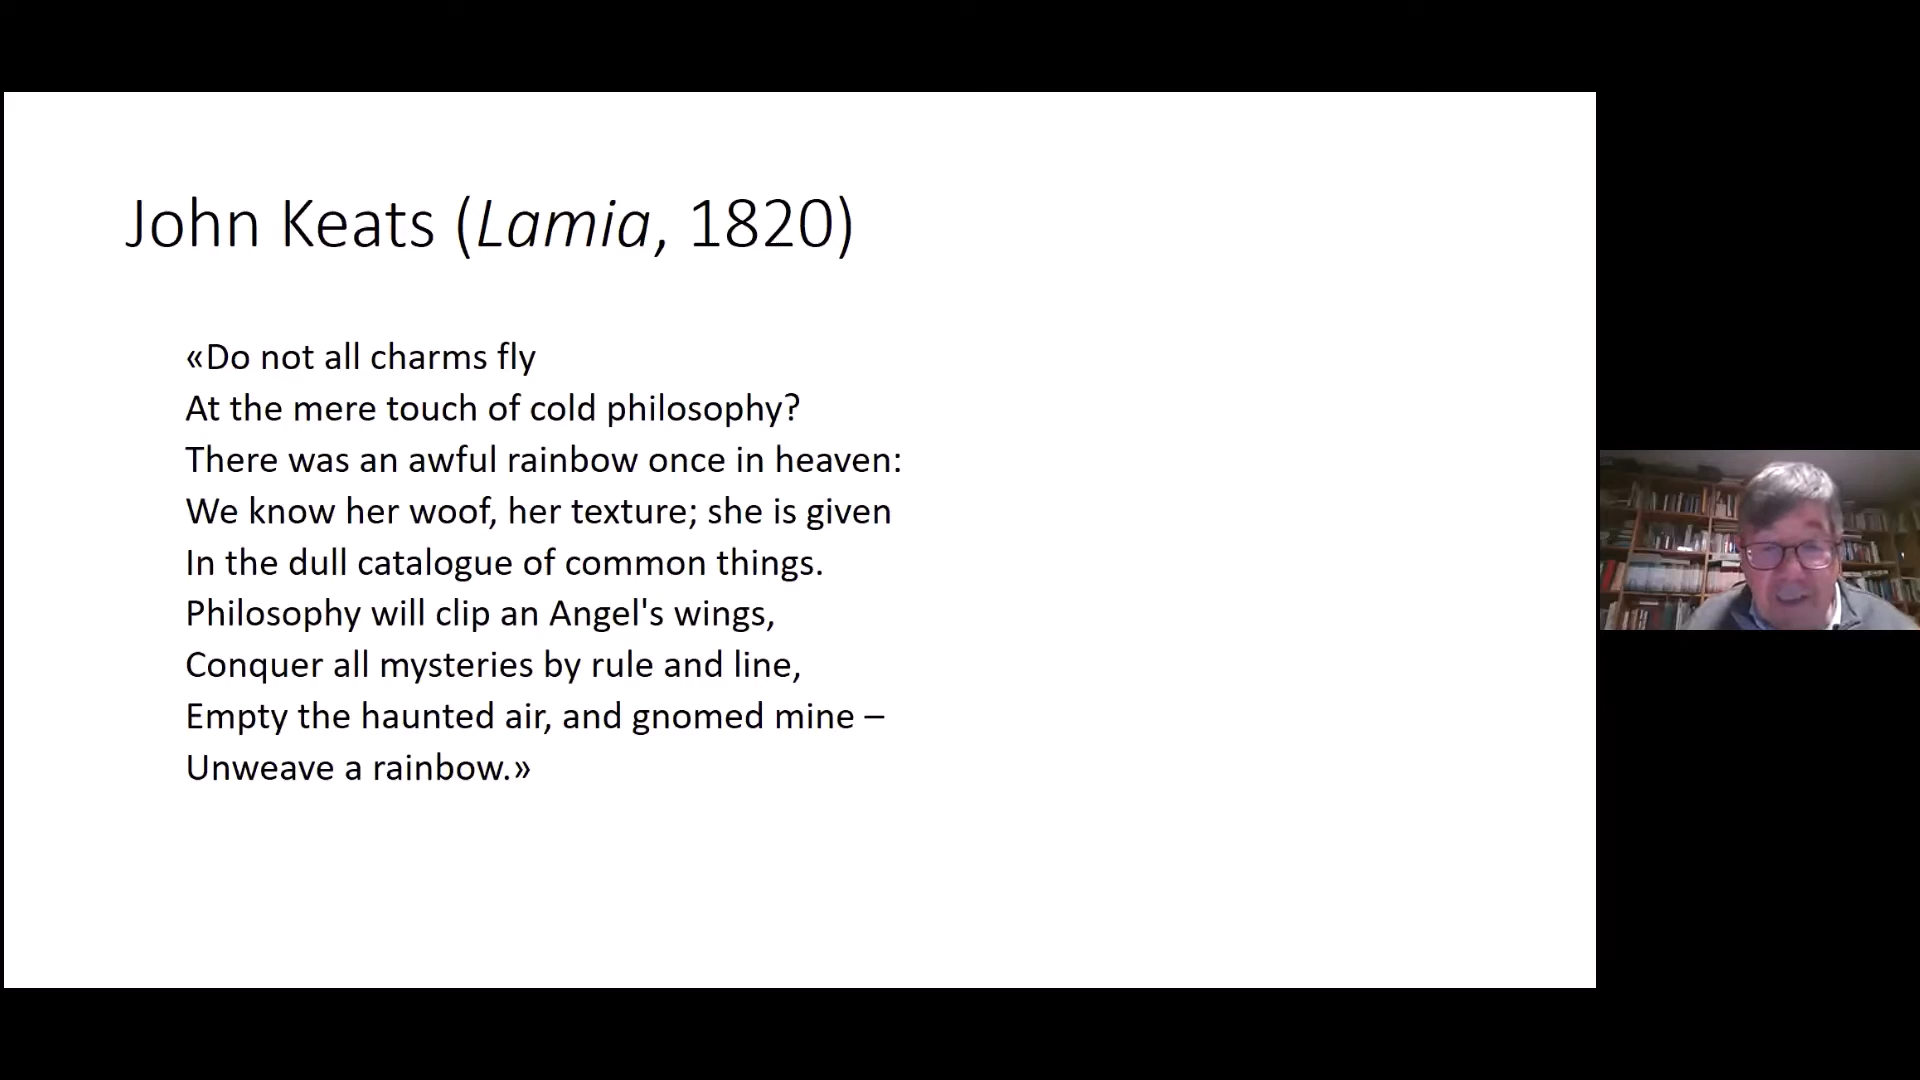 John Keats (Lamia, 1820)
«Do not all charms fly
At the mere touch of cold philosophy?
There was an awful rainbow once in heaven:
We know her woof, her texture; she is given
In the dull catalogue of common things.
Philosophy will clip an Angel's wings,
Conquer all mysteries by rule and line,
Empty the haunted air, and gnomed mine –
Unweave a rainbow.»